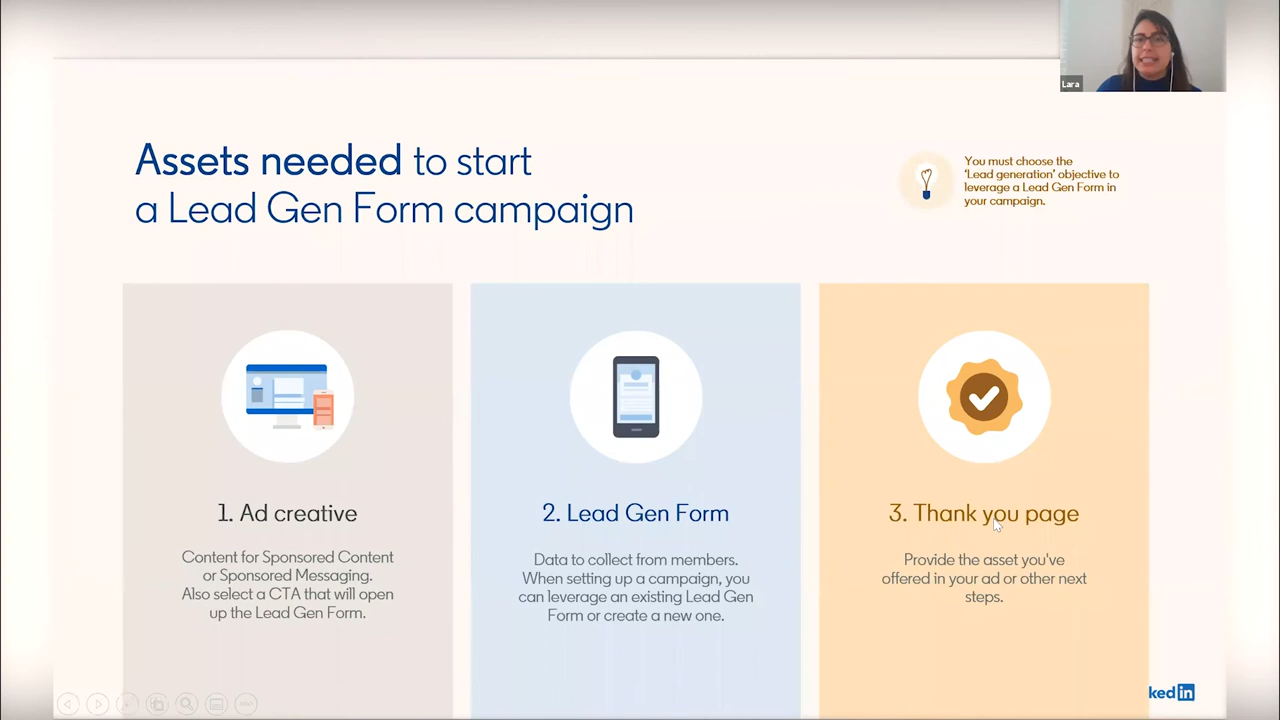 Lara
Assets needed to start
a Lead Gen Form campaign
You must choose the
'Lead generation' objective to
leverage a Lead Gen Form in
your campaign.
1. Ad creative
Content for Sponsored Content
or Sponsored Messaging.
Also select a CTA that will open
up the Lead Gen Form.
2. Lead Gen Form
Data to collect from members.
When setting up a campaign, you
can leverage an existing Lead Gen
Form or create a new one.
3. Thank you page
Provide the asset you've
offered in your ad or other next
steps.
ked in